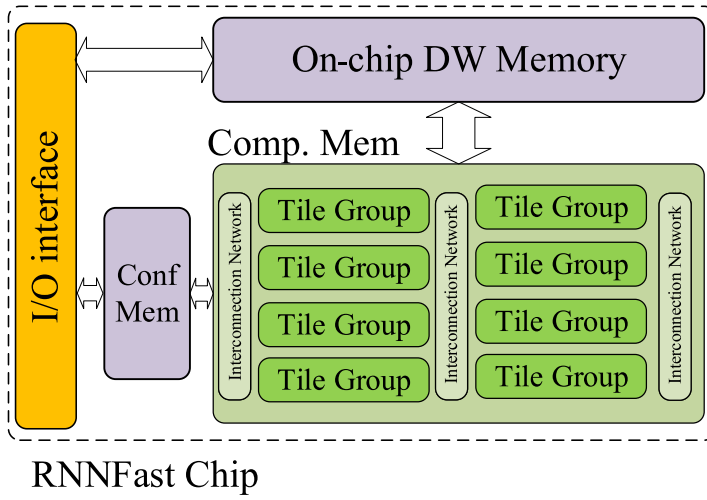 On-chip DW Memory
Comp. Mem
I/O interface
Conf
Mem
Interconnection Network
Tile Group
Tile Group
Tile Group
Tile Group
Interconnection Network
Tile Group
Tile Group
Tile Group
Tile Group
Interconnection Network
RNNFast Chip